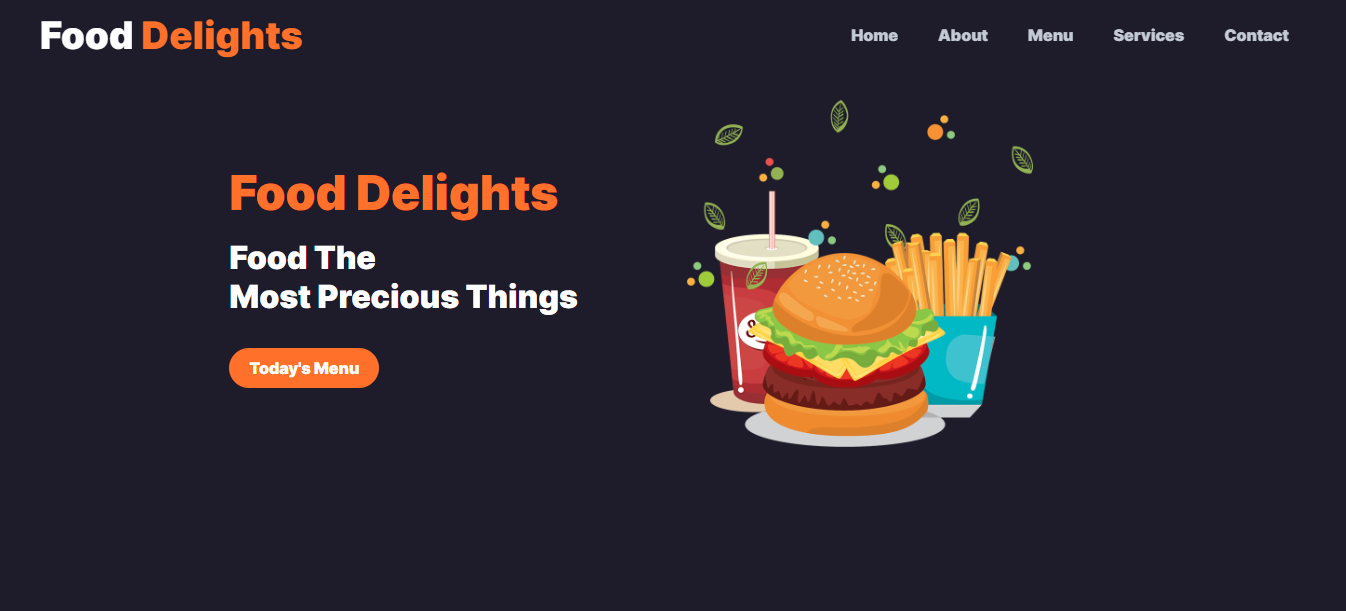 Food Delights
Home About Menu Services Contact
Food Delights
Food The
Most Precious Things
Today's Menu